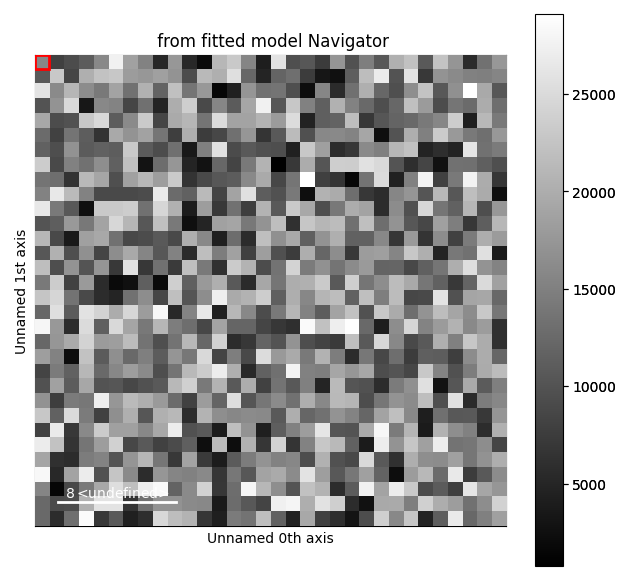 from fitted model Navigator
25000
20000
15000
10000
5000
Unnamed 1st axis
8 <undefined>
Unnamed 0th axis